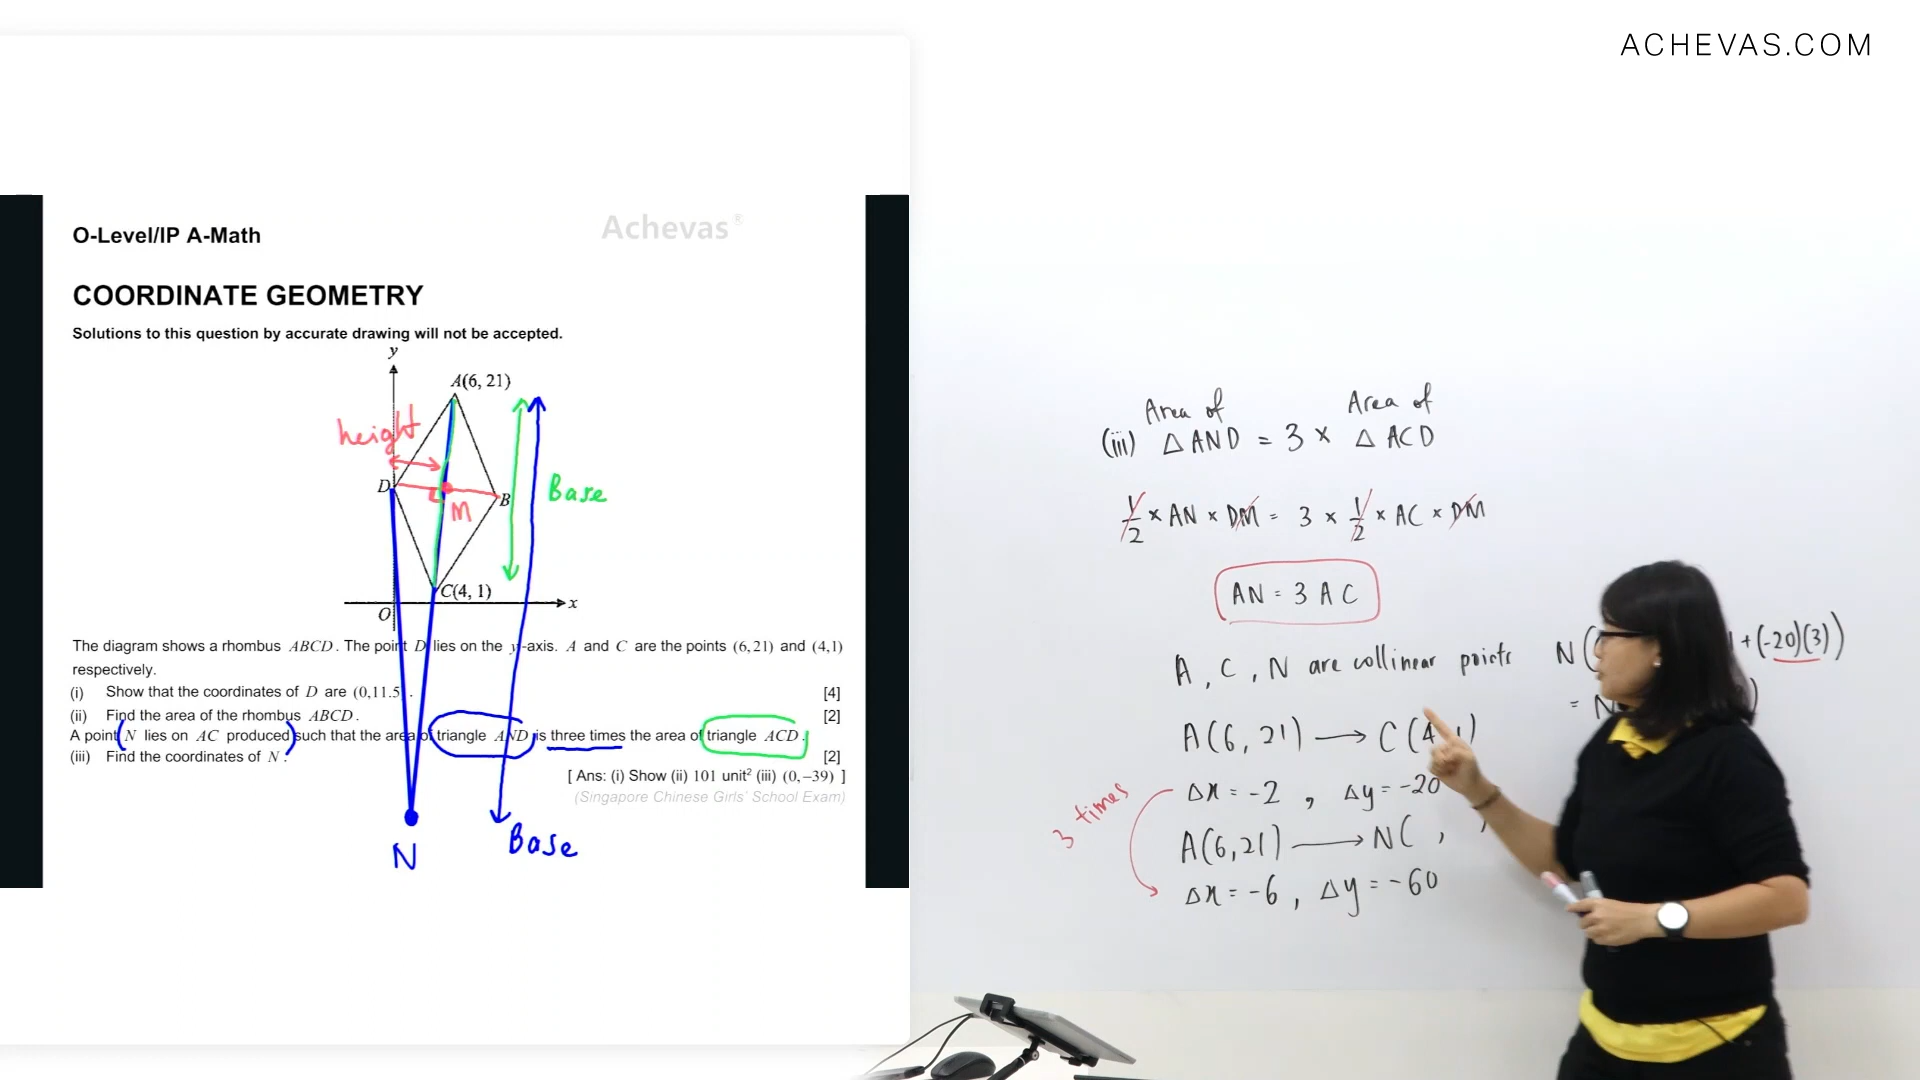 ACHEVAS.COM
Achevas®
O-Level/IP A-Math
COORDINATE GEOMETRY
Solutions to this question by accurate drawing will not be accepted.
y
A(6, 21)
height
D
M
B
Base
C(4, 1)
O
x
The diagram shows a rhombus ABCD. The point D lies on the y-axis. A and C are the points (6,21) and (4,1)
respectively.
(i) Show that the coordinates of D are (0,11.5). [4]
(ii) Find the area of the rhombus ABCD. [2]
A point N lies on AC produced such that the area of triangle AND is three times the area of triangle ACD.
(iii) Find the coordinates of N. [2]
[ Ans: (i) Show (ii) 101 unit² (iii) (0,−39) ]
(Singapore Chinese Girls' School Exam)
N
Base
Area of Area of
(iii) △AND = 3 × △ACD
1/2 × AN × DM = 3 × 1/2 × AC × DM
AN = 3 AC
A, C, N are collinear points
A(6, 21) → C(4, 1)
Δx = -2 , Δy = -20
3 times
A(6,21) → N( ,
Δx = -6 , Δy = -60
N( + (-20)(3))
= N )